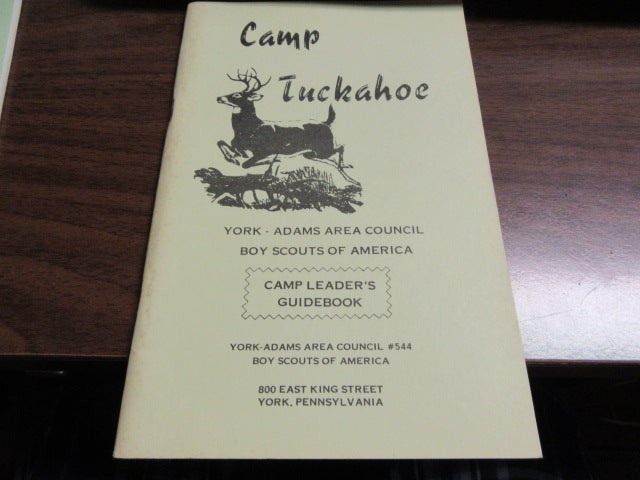 Camp
Tuckahoe
YORK - ADAMS AREA COUNCIL
BOY SCOUTS OF AMERICA
CAMP LEADER'S
GUIDEBOOK
YORK-ADAMS AREA COUNCIL #544
BOY SCOUTS OF AMERICA
800 EAST KING STREET
YORK, PENNSYLVANIA